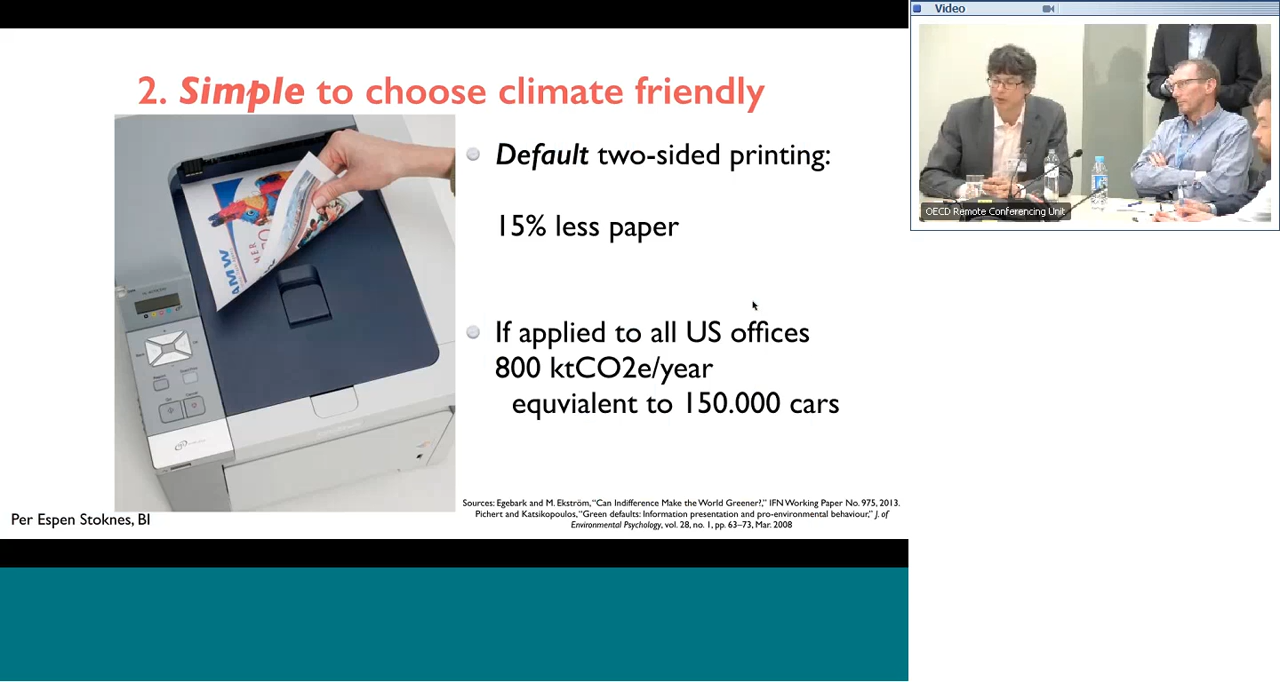 Video
2. Simple to choose climate friendly
Default two-sided printing:
15% less paper
If applied to all US offices
800 ktCO2e/year
equvialent to 150.000 cars
Sources: Egebark and M. Ekström, “Can Indifference Make the World Greener?,” IFN Working Paper No. 975, 2013.
Pichert and Katsikopoulos, “Green defaults: Information presentation and pro-environmental behaviour,” J. of
Environmental Psychology, vol. 28, no. 1, pp. 63–73, Mar. 2008
Per Espen Stoknes, BI
OECD Remote Conferencing Unit